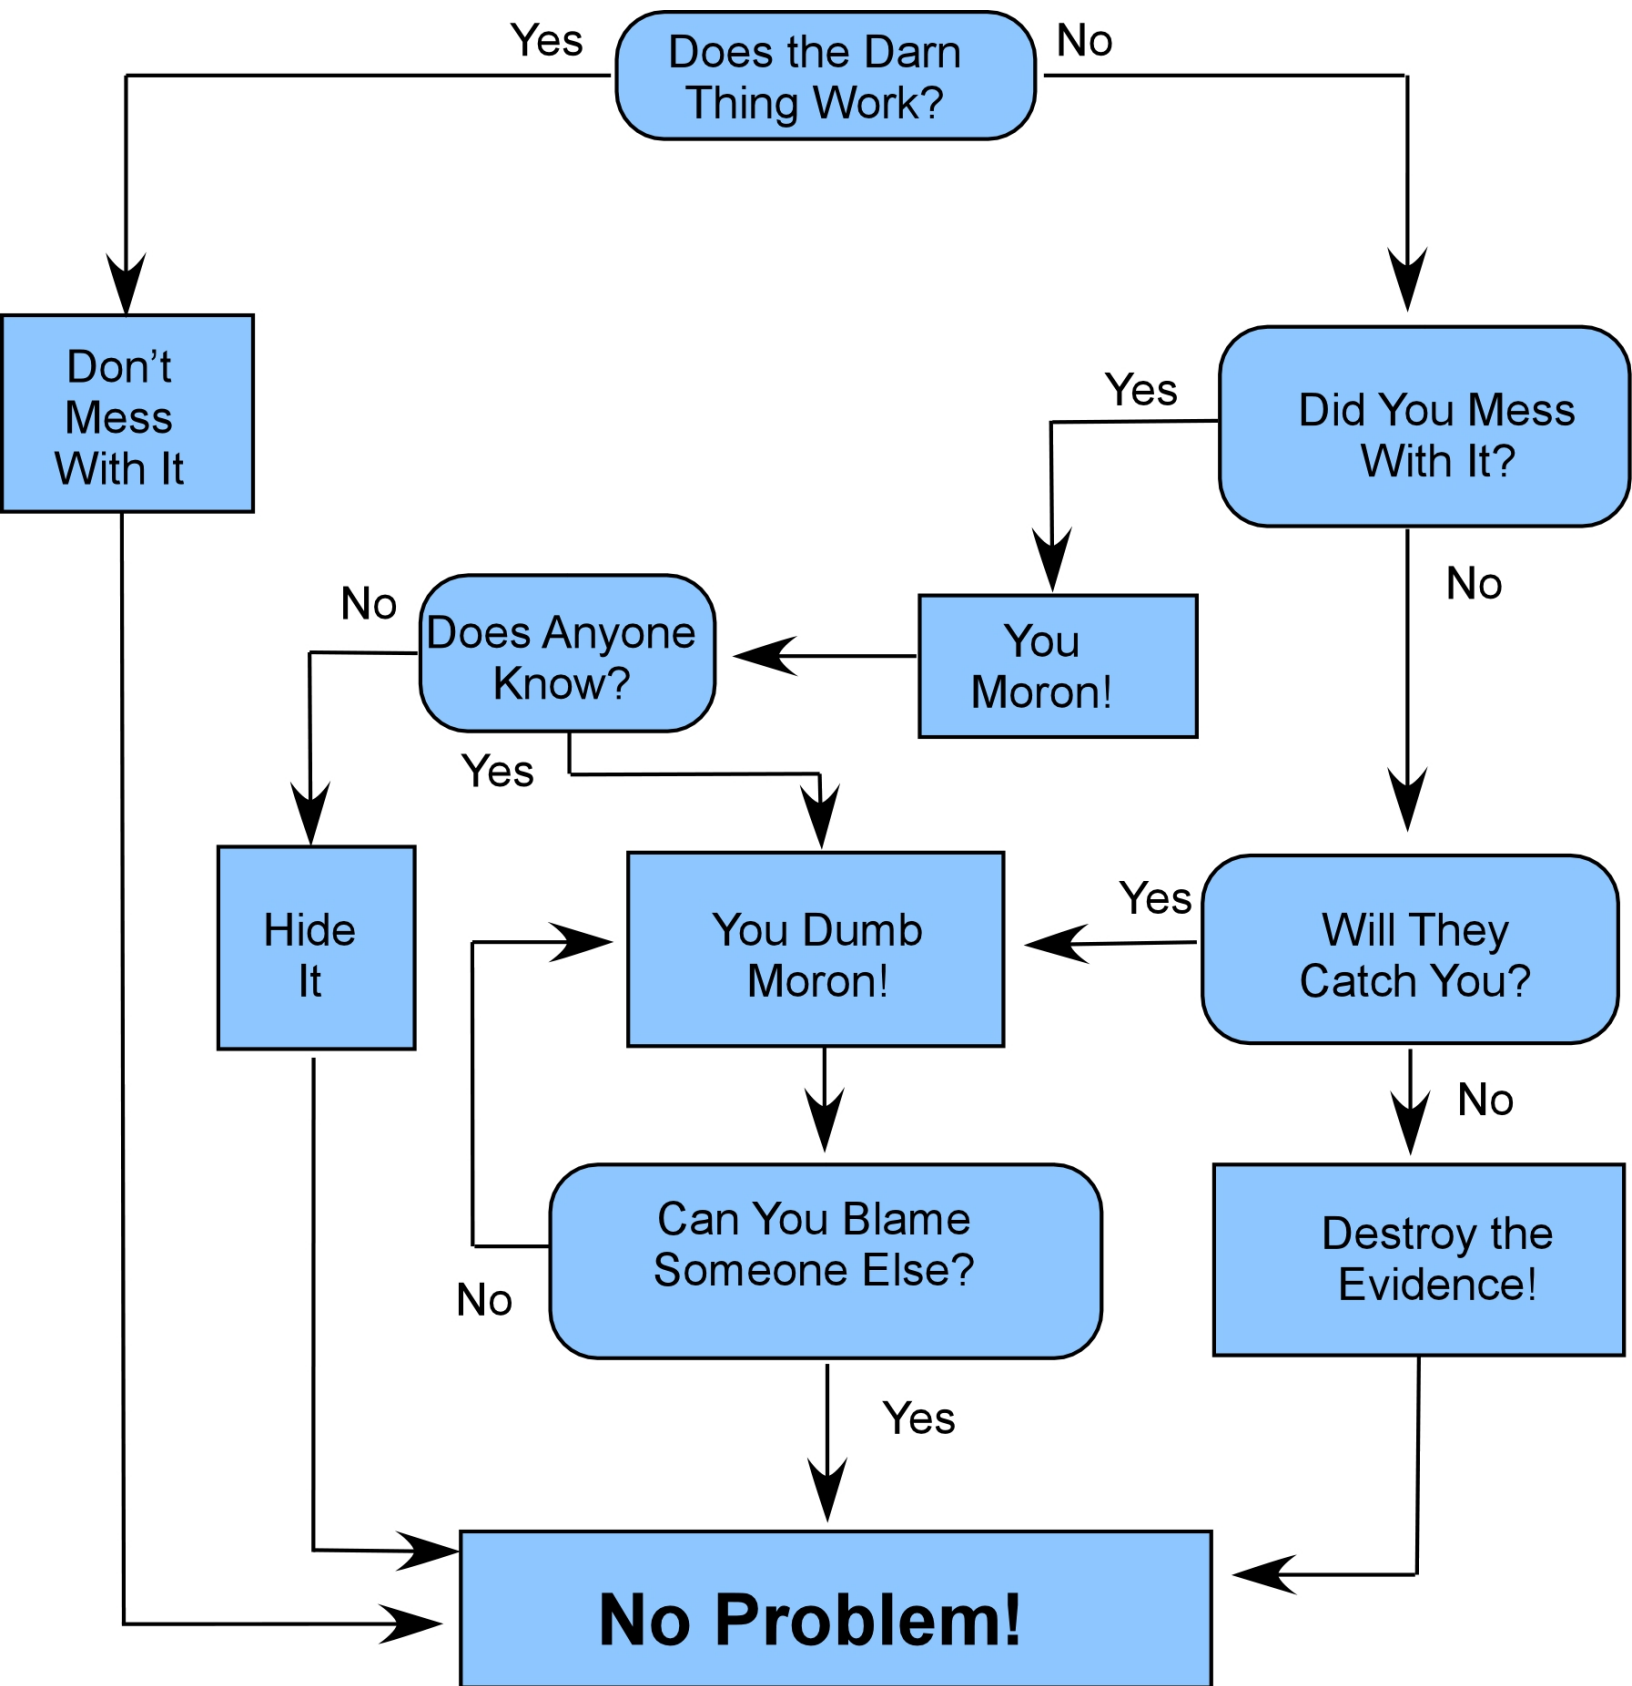 Yes
Does the Darn
Thing Work?
No
Don't
Mess
With It
Yes
Did You Mess
With It?
No
Does Anyone
Know?
You
Moron!
No
Yes
Hide
It
You Dumb
Moron!
Yes
Will They
Catch You?
No
Can You Blame
Someone Else?
Destroy the
Evidence!
No
Yes
No Problem!